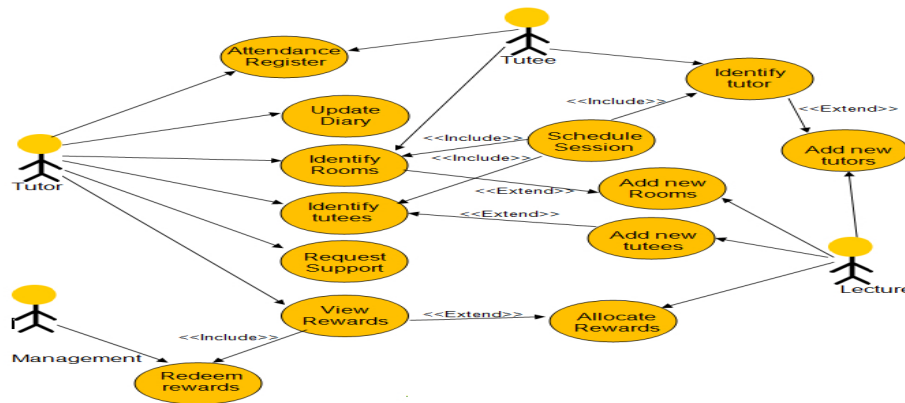 Tutee
Attendance
Register
Identify
tutor
<<Include>>
<<Extend>>
Update
Diary
<<Include>>
Schedule
Session
Add new
tutors
Tutor
Identify
Rooms
<<Include>>
<<Extend>>
Add new
Rooms
Identify
tutees
<<Extend>>
Add new
tutees
Request
Support
Lecture
View
Rewards
<<Extend>>
Allocate
Rewards
<<Include>>
Management
Redeem
rewards